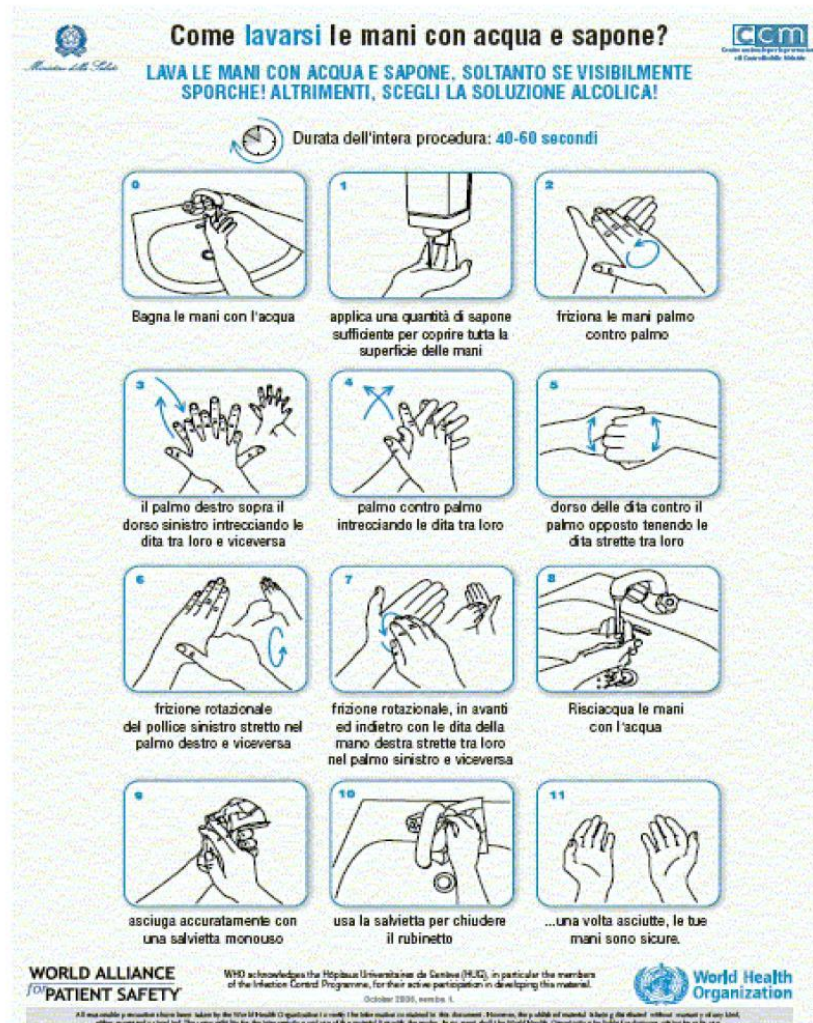 Come lavarsi le mani con acqua e sapone?
Ministero della Salute
CCM
LAVA LE MANI CON ACQUA E SAPONE, SOLTANTO SE VISIBILMENTE
SPORCHE! ALTRIMENTI, SCEGLI LA SOLUZIONE ALCOLICA!
Durata dell'intera procedura: 40-60 secondi
0
Bagna le mani con l'acqua
1
applica una quantità di sapone
sufficiente per coprire tutta la
superficie delle mani
2
friziona le mani palmo
contro palmo
3
il palmo destro sopra il
dorso sinistro intrecciando le
dita tra loro e viceversa
4
palmo contro palmo
intrecciando le dita tra loro
5
dorso delle dita contro il
palmo opposto tenendo le
dita strette tra loro
6
frizione rotazionale
del pollice sinistro stretto nel
palmo destro e viceversa
7
frizione rotazionale, in avanti
ed indietro con le dita della
mano destra strette tra loro
nel palmo sinistro e viceversa
8
Risciacqua le mani
con l'acqua
9
asciuga accuratamente con
una salvietta monouso
10
usa la salvietta per chiudere
il rubinetto
11
...una volta asciutte, le tue
mani sono sicure.
WORLD ALLIANCE
for PATIENT SAFETY
WHO acknowledges the Hôpitaux Universitaires de Genève (HUG), in particular the members
of the Infection Control Programme, for their active participation in developing this material.
October 2006, version 1.
World Health
Organization